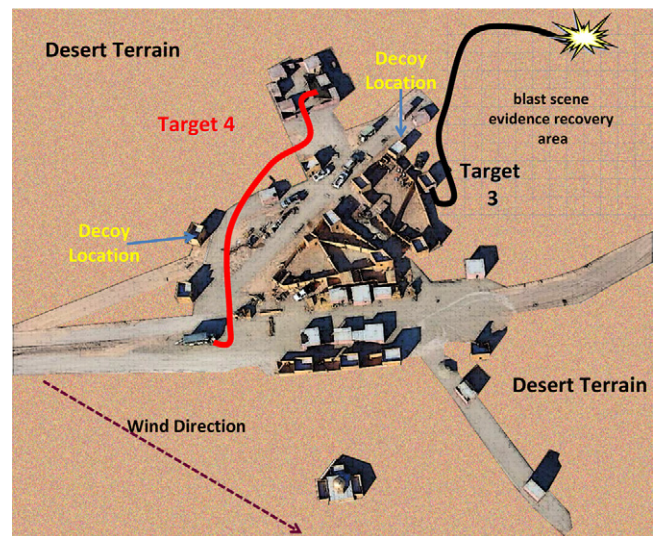 Desert Terrain
Decoy
Location
Target 4
blast scene
evidence recovery
area
Target
3
Decoy
Location
Desert Terrain
Wind Direction